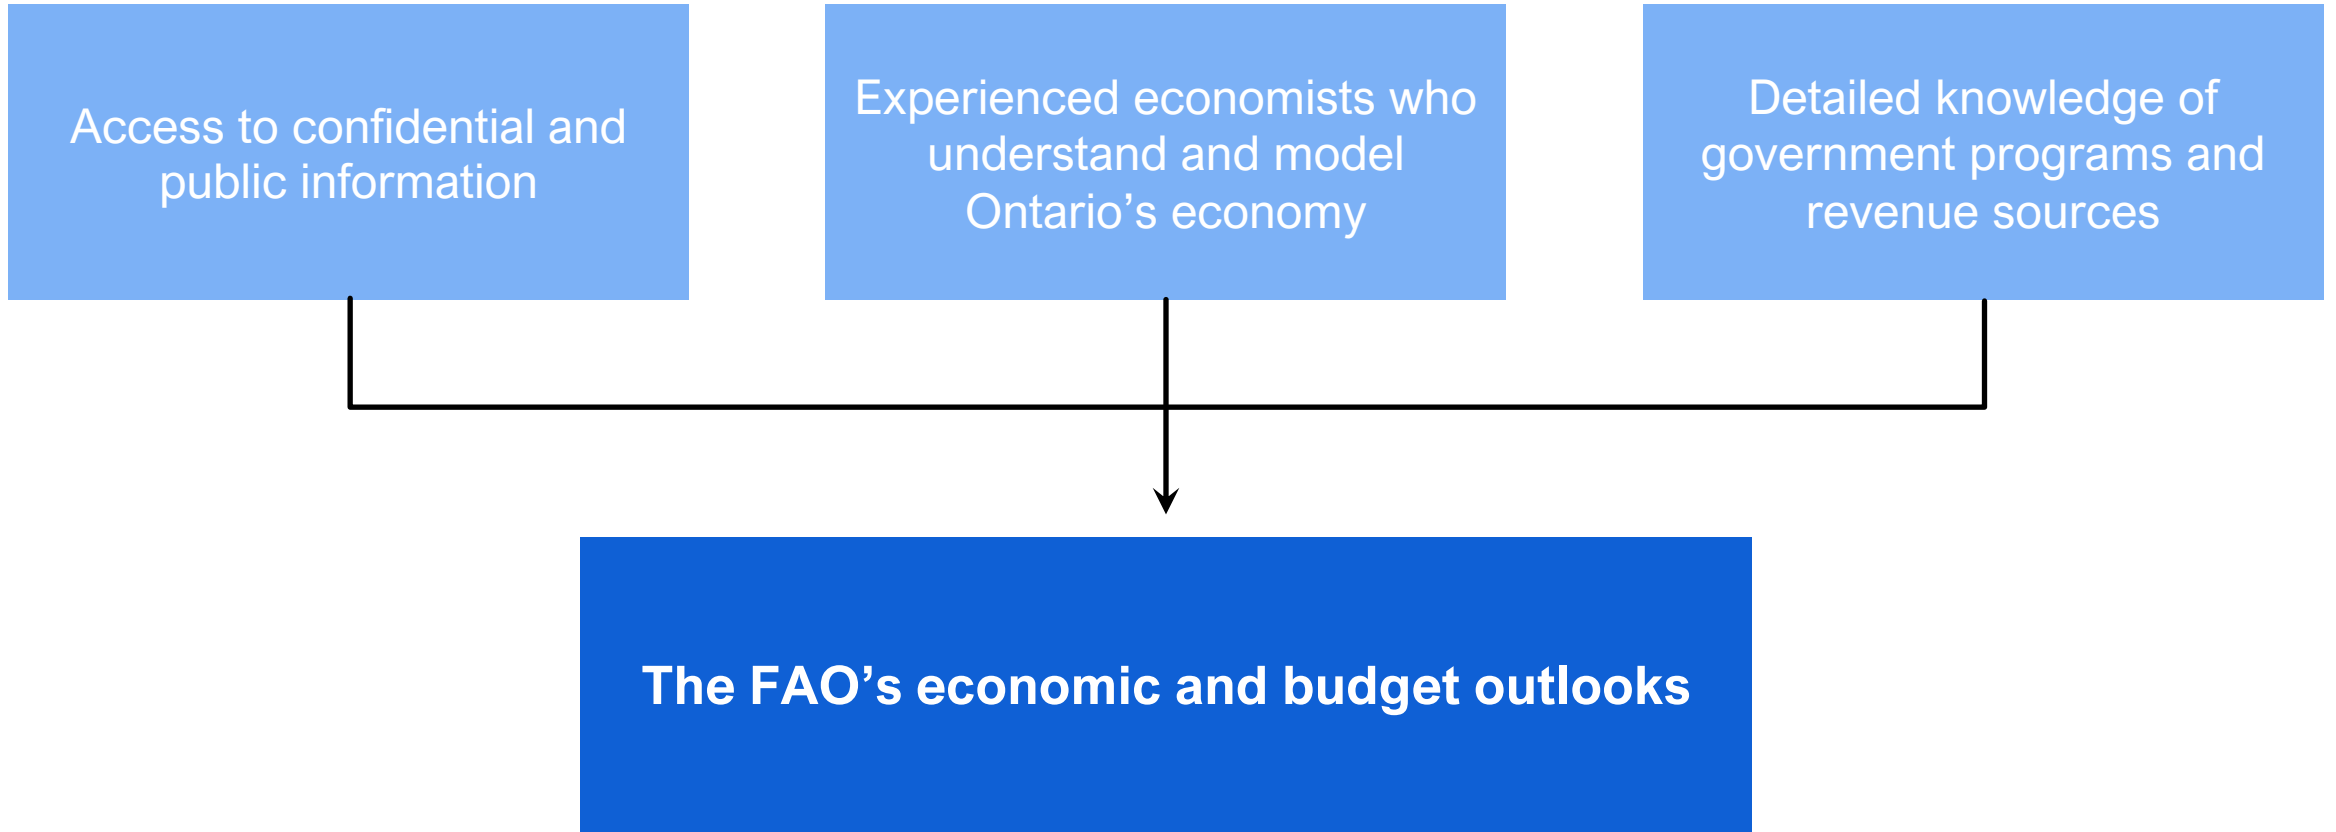 Access to confidential and
public information
Experienced economists who
understand and model
Ontario’s economy
Detailed knowledge of
government programs and
revenue sources
The FAO’s economic and budget outlooks